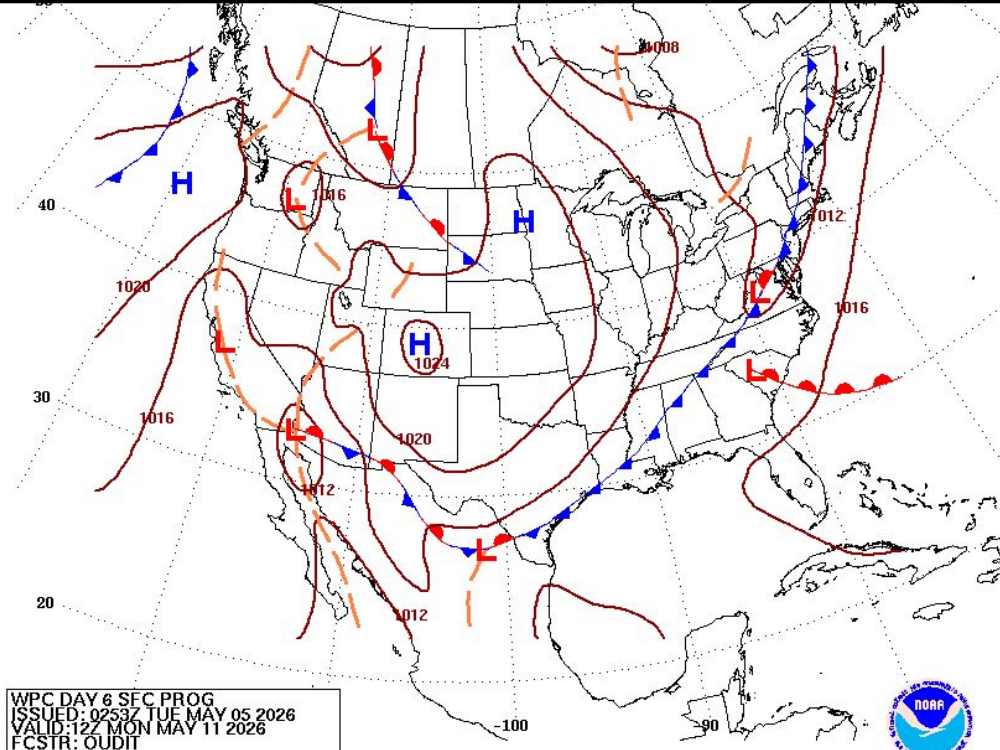 1008
40
L
H
L
1016
H
1012
1020
L
1016
L
H
1024
L
30
1016
L
1020
1012
L
20
1012
WPC DAY 6 SFC PROG
ISSUED: 0253Z TUE MAY 05 2026
VALID:12Z MON MAY 11 2026
FCSTR: OUDIT
-100
-90
NOAA